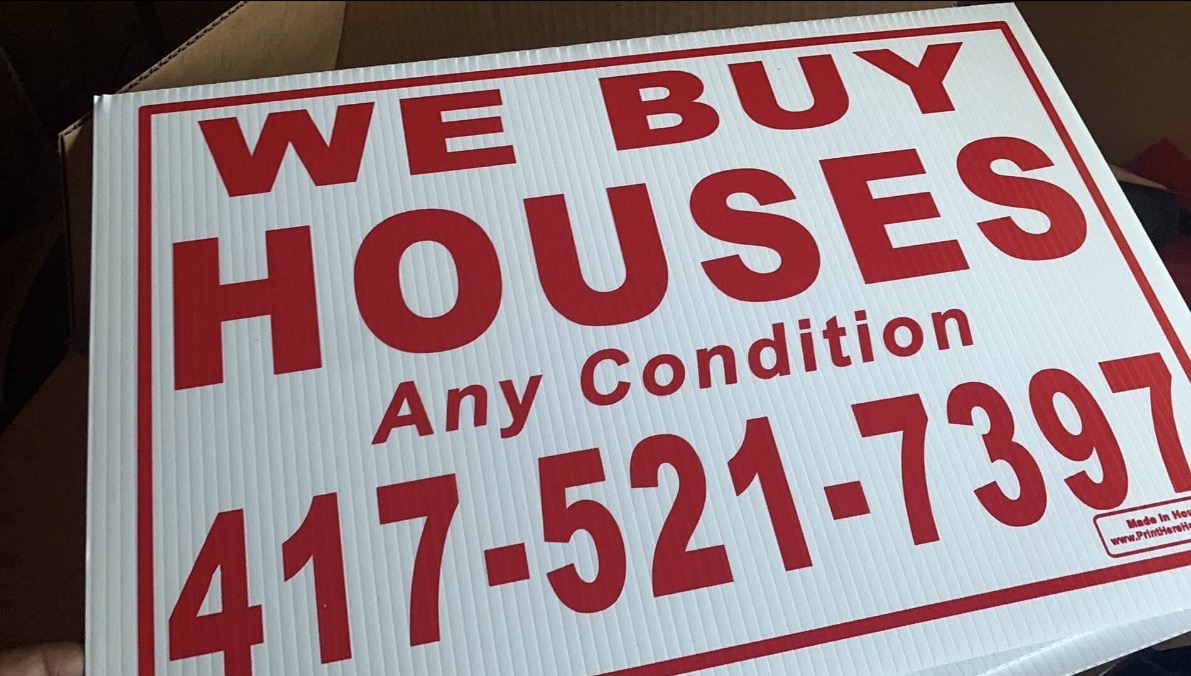 WE BUY
HOUSES
Any Condition
417-521-7397
Made in